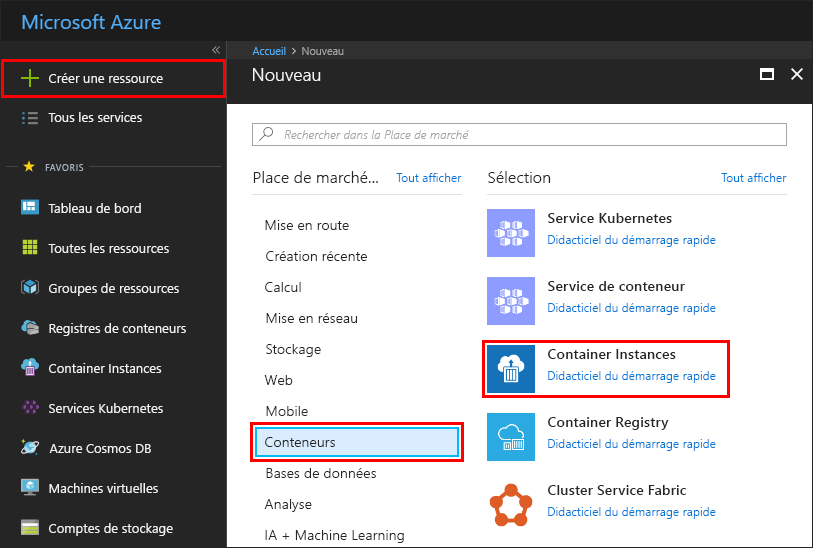 Microsoft Azure
«
Créer une ressource
Tous les services
FAVORIS
Tableau de bord
Toutes les ressources
Groupes de ressources
Registres de conteneurs
Container Instances
Services Kubernetes
Azure Cosmos DB
Machines virtuelles
Comptes de stockage
Accueil > Nouveau
Nouveau
Rechercher dans la Place de marché
Place de marché... Tout afficher
Mise en route
Création récente
Calcul
Mise en réseau
Stockage
Web
Mobile
Conteneurs
Bases de données
Analyse
IA + Machine Learning
Sélection Tout afficher
Service Kubernetes
Didacticiel du démarrage rapide
Service de conteneur
Didacticiel du démarrage rapide
Container Instances
Didacticiel du démarrage rapide
Container Registry
Didacticiel du démarrage rapide
Cluster Service Fabric
Didacticiel du démarrage rapide